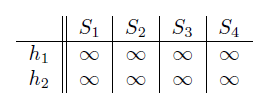 S₁ S₂ S₃ S₄
h₁ ∞ ∞ ∞ ∞
h₂ ∞ ∞ ∞ ∞